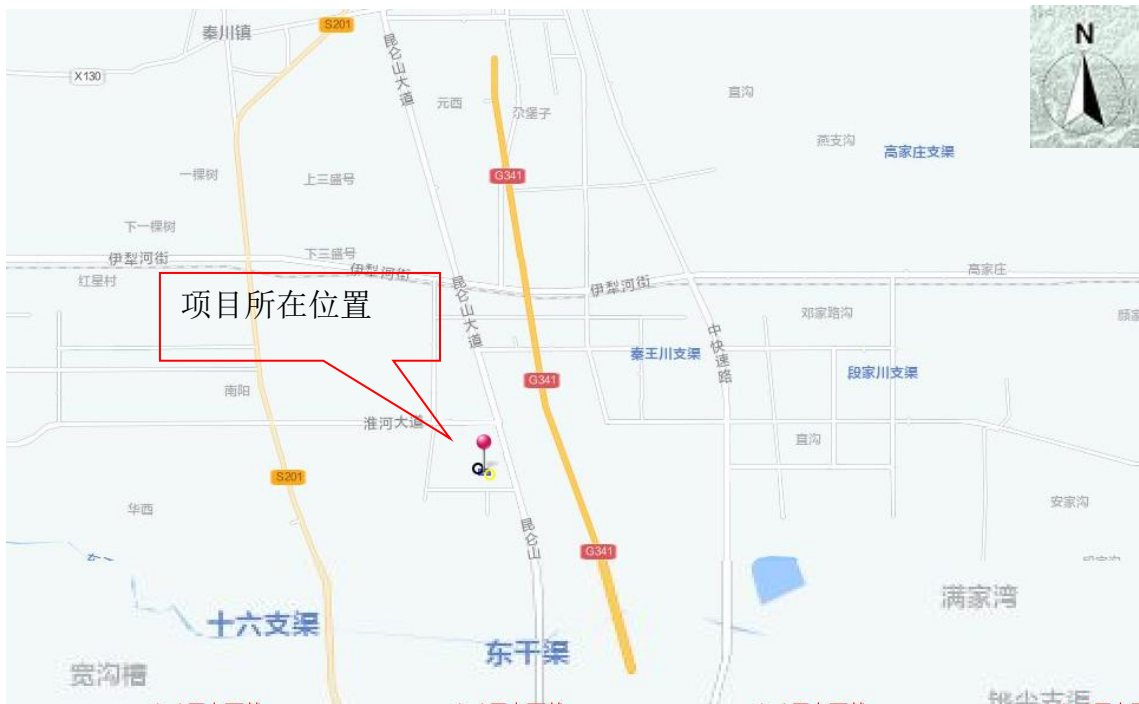 秦川镇
S201
N
X130
昆仑山大道
元西
尕堡子
直沟
燕支沟
高家庄支渠
一棵树
上三盛号
G341
下一棵树
伊犁河街
下三盛号
伊犁河街
高家庄
红星村
昆仑山大道
伊犁河街
项目所在位置
邓家路沟
中快速路
秦王川支渠
段家川支渠
南阳
G341
淮河大道
直沟
S201
华西
安家沟
昆仑山
G341
满家湾
十六支渠
东干渠
宽沟槽